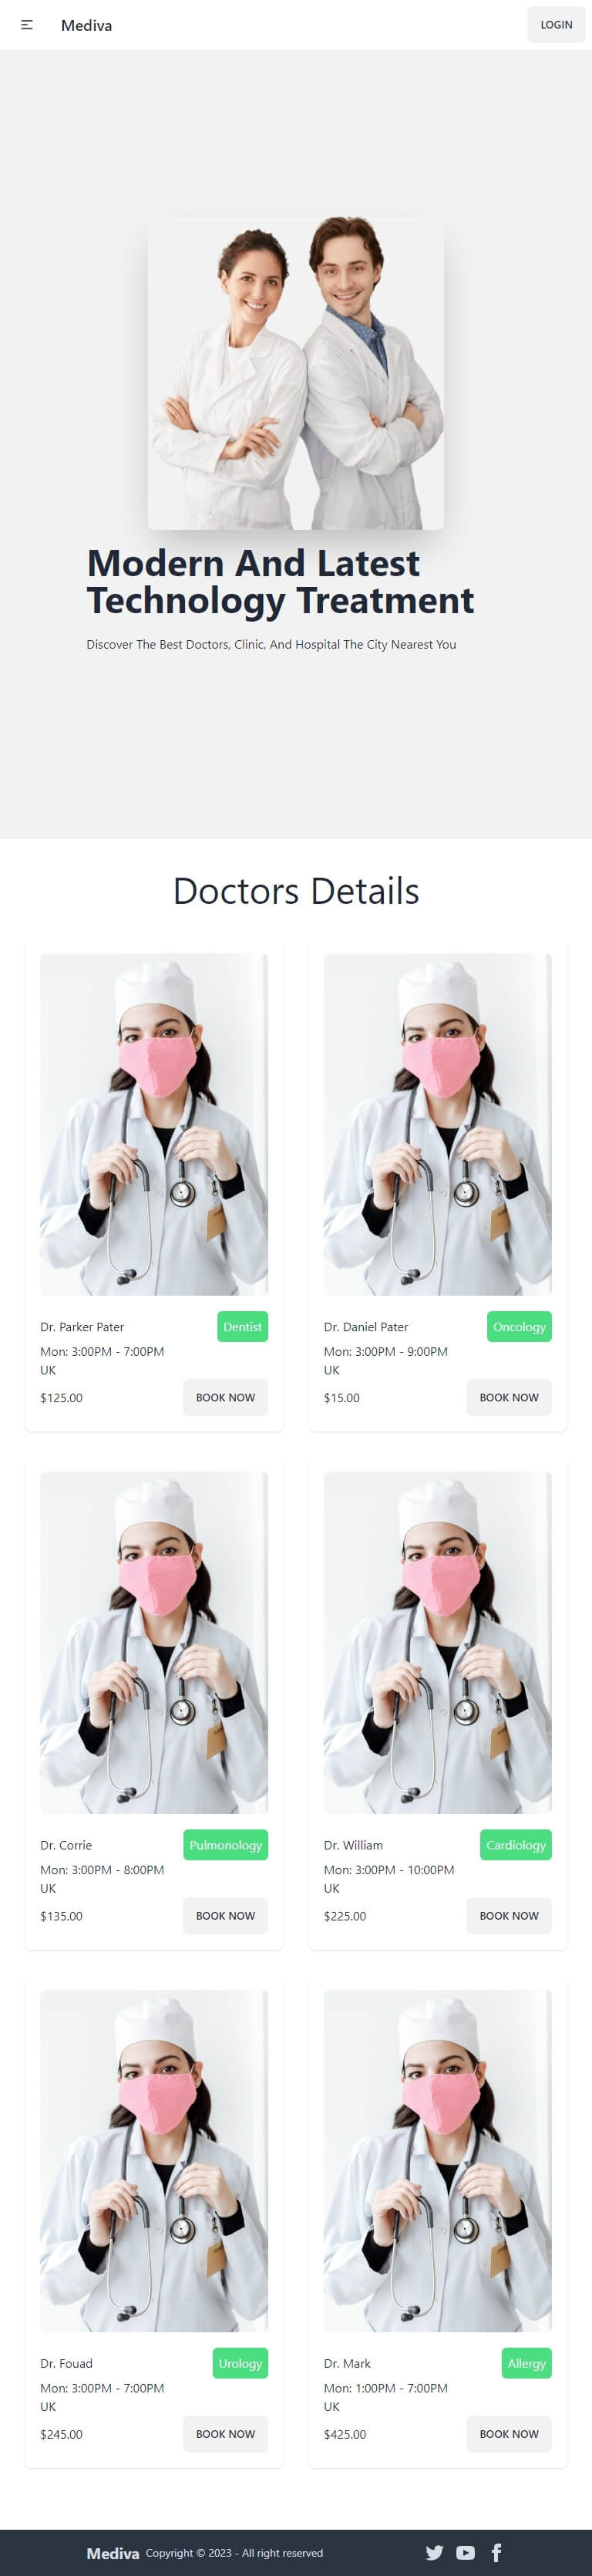 Mediva
LOGIN
Modern And Latest
Technology Treatment
Discover The Best Doctors, Clinic, And Hospital The City Nearest You
Doctors Details
Dr. Parker Pater
Dentist
Mon: 3:00PM - 7:00PM
UK
$125.00
BOOK NOW
Dr. Daniel Pater
Oncology
Mon: 3:00PM - 9:00PM
UK
$15.00
BOOK NOW
Dr. Corrie
Pulmonology
Mon: 3:00PM - 8:00PM
UK
$135.00
BOOK NOW
Dr. William
Cardiology
Mon: 3:00PM - 10:00PM
UK
$225.00
BOOK NOW
Dr. Fouad
Urology
Mon: 3:00PM - 7:00PM
UK
$245.00
BOOK NOW
Dr. Mark
Allergy
Mon: 1:00PM - 7:00PM
UK
$425.00
BOOK NOW
Mediva Copyright © 2023 - All right reserved